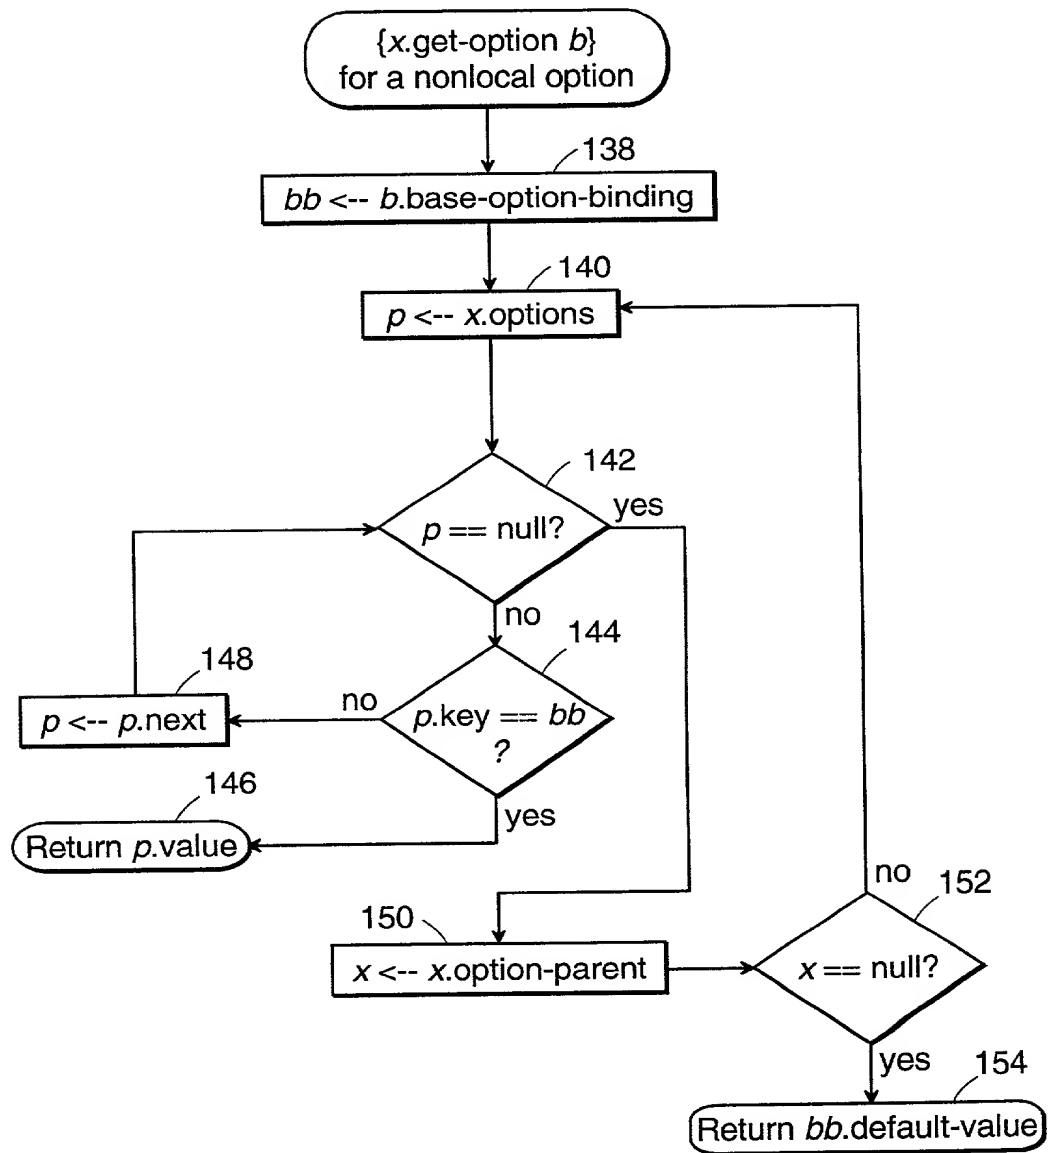 {x.get-option b}
for a nonlocal option
138
bb <-- b.base-option-binding
140
p <-- x.options
142
p == null?
yes
no
144
p.key == bb
?
no
148
p <-- p.next
yes
146
Return p.value
150
x <-- x.option-parent
no
152
x == null?
yes
154
Return bb.default-value